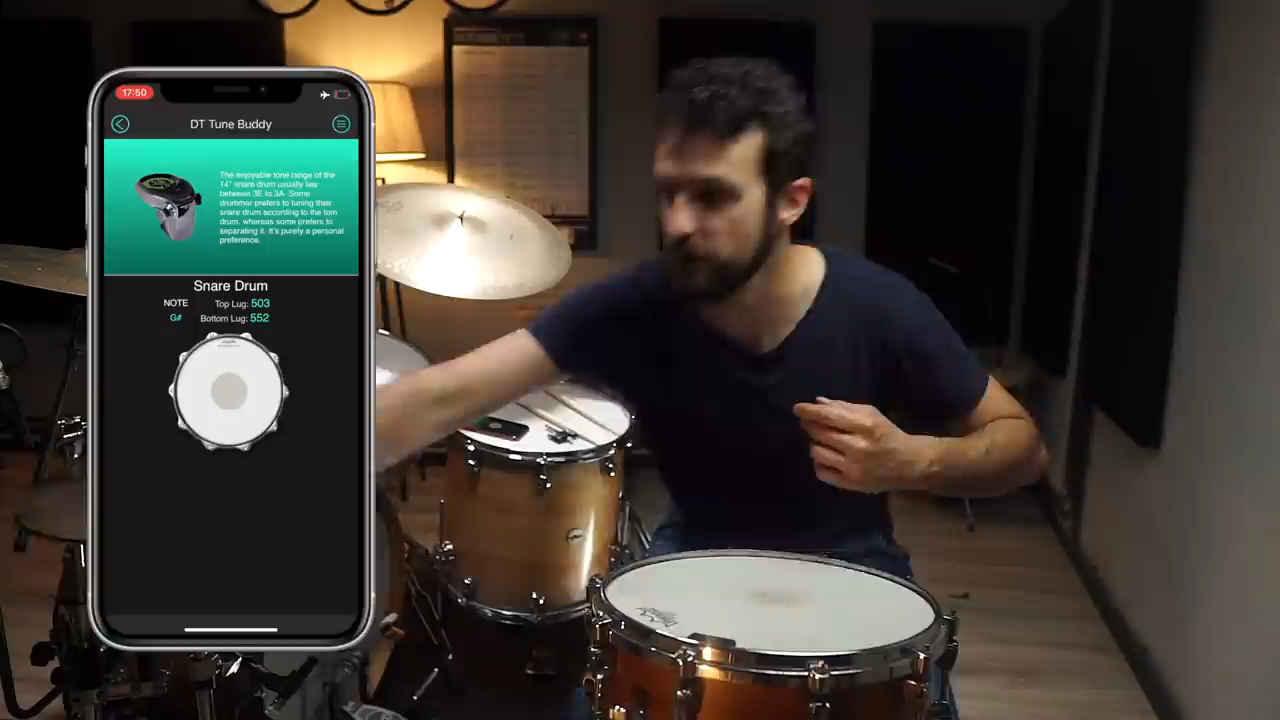 17:50
DT Tune Buddy
The enjoyable tone range of the
14" snare drum usually lies
between 3E to 3A. Some
drummer prefers to tuning their
snare drum according to the tom
drum, whereas some prefers to
separating it. It's purely a personal
preference.
Snare Drum
NOTE Top Lug: 503
G# Bottom Lug: 552